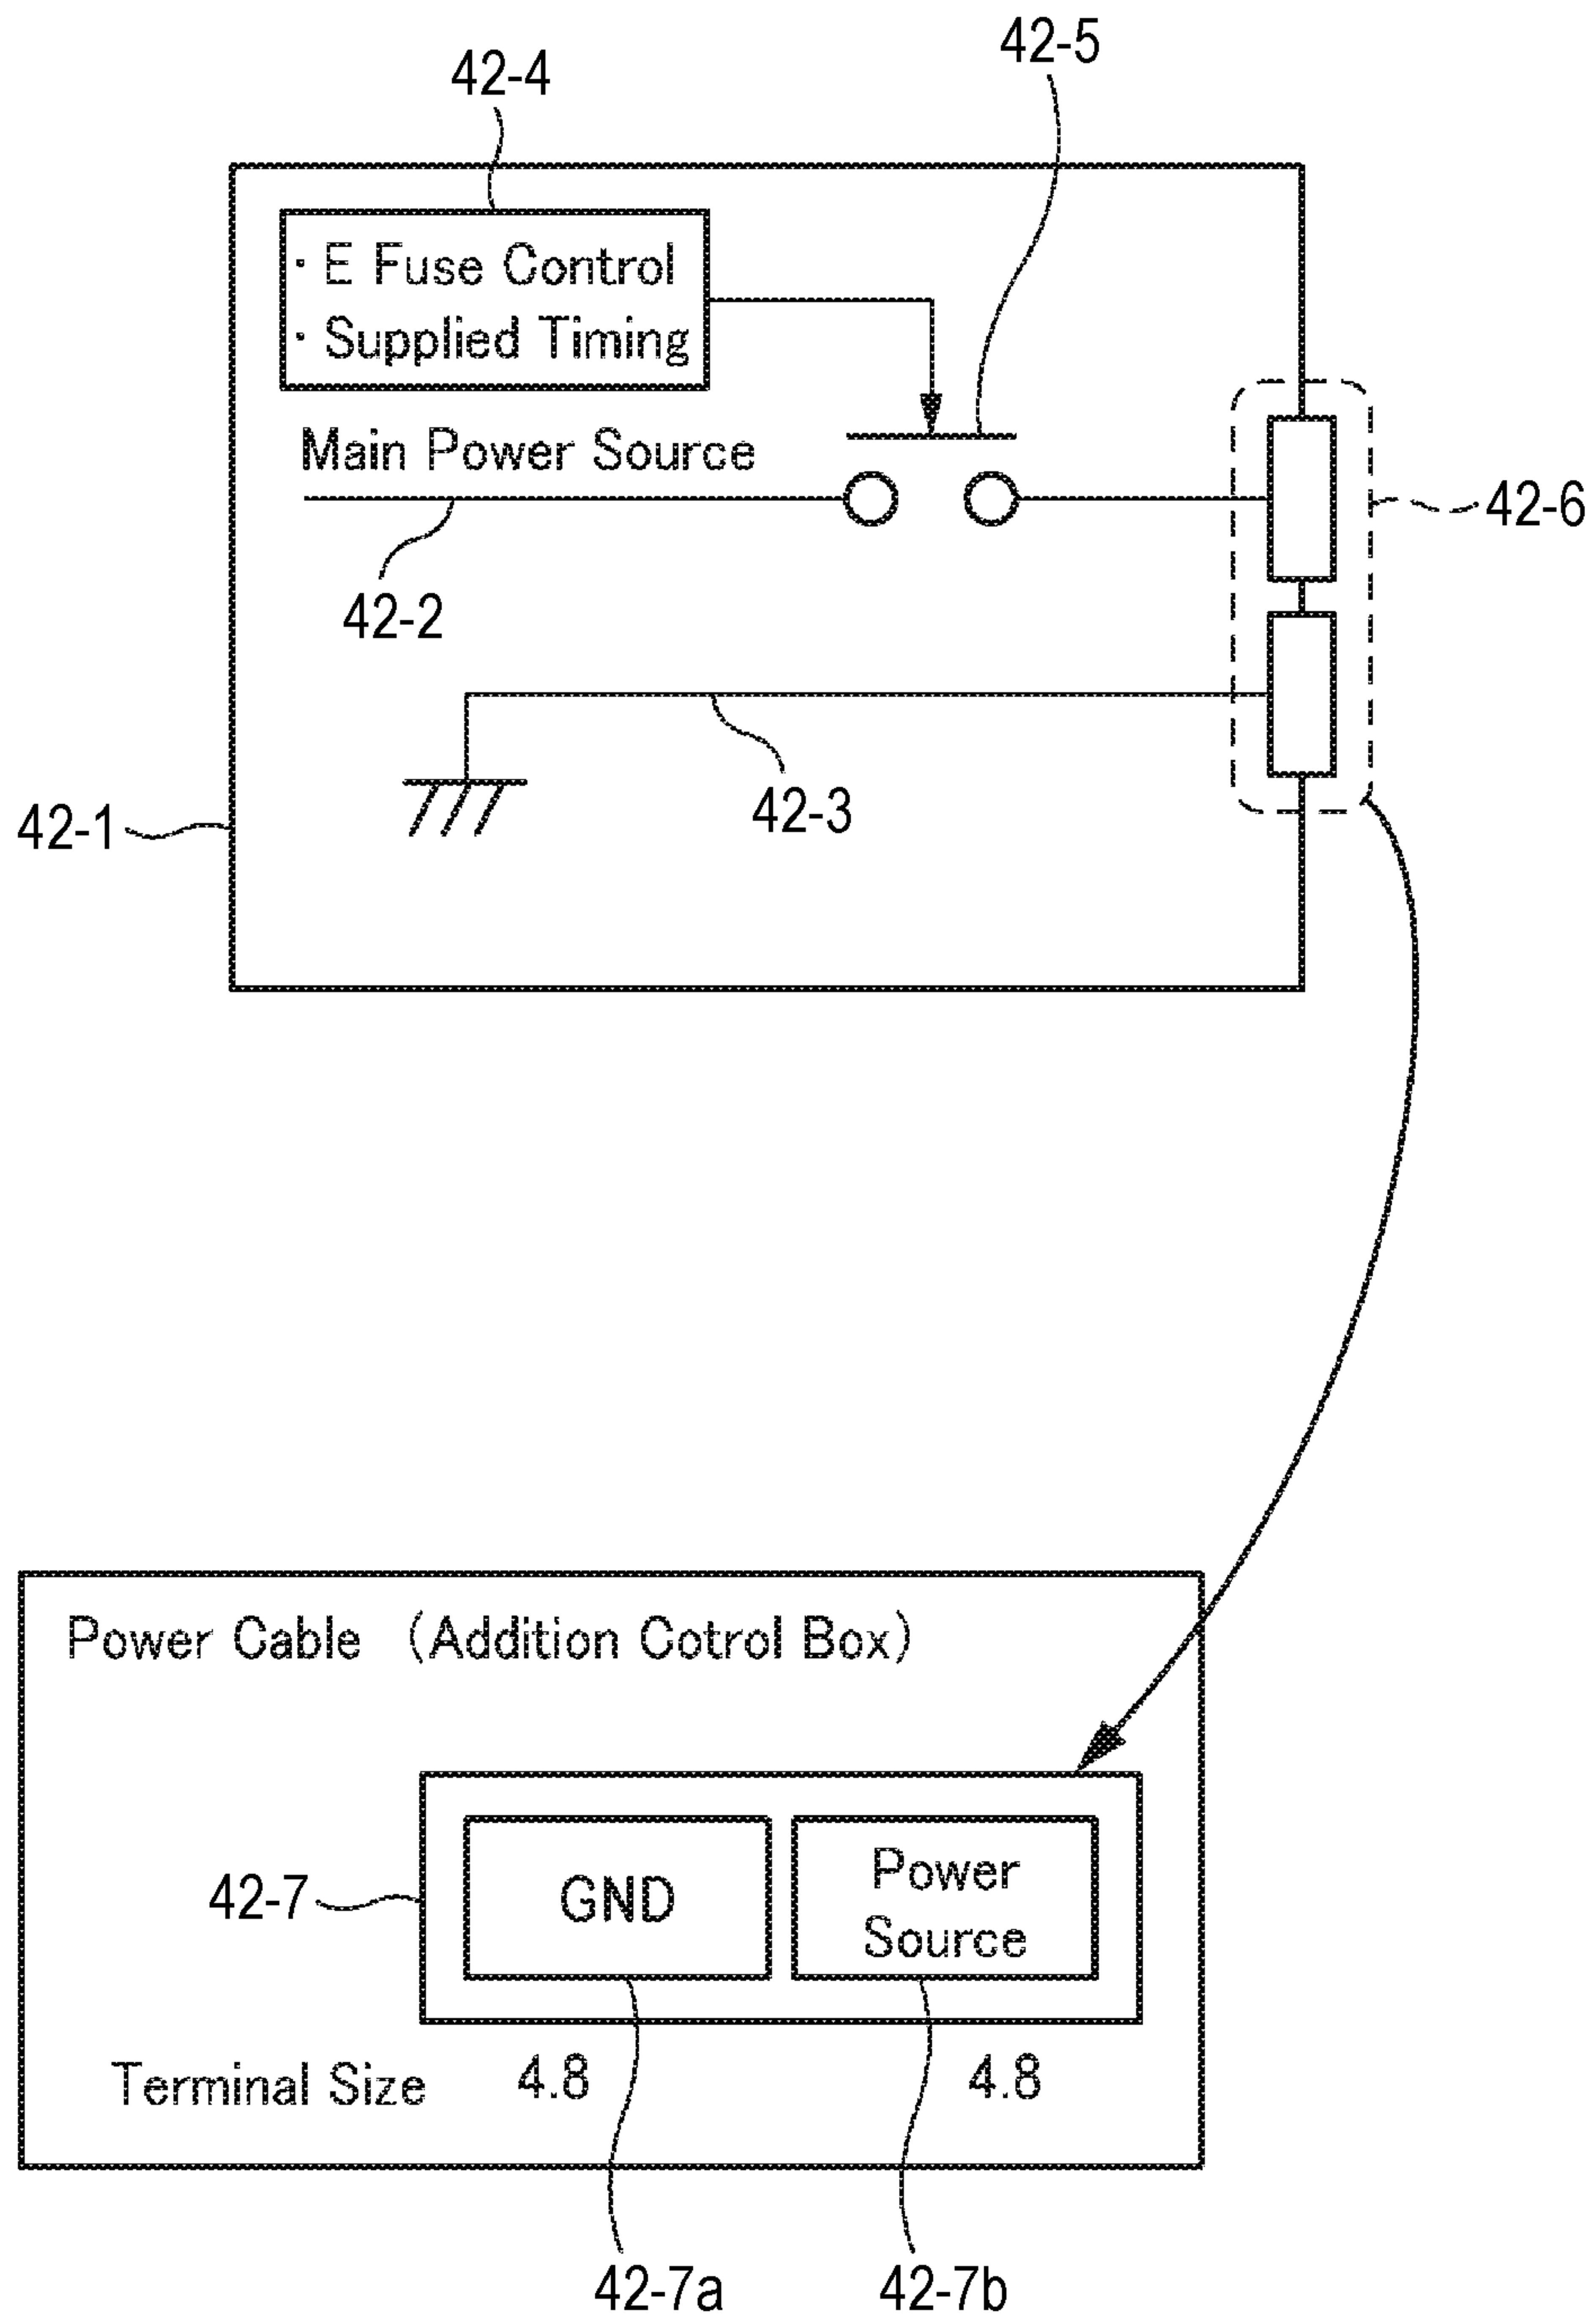 42-5
42-4
· E Fuse Control
· Supplied Timing
Main Power Source
42-6
42-2
42-3
42-1
Power Cable (Addition Cotrol Box)
42-7
GND
Power
Source
Terminal Size 4.8 4.8
42-7a 42-7b